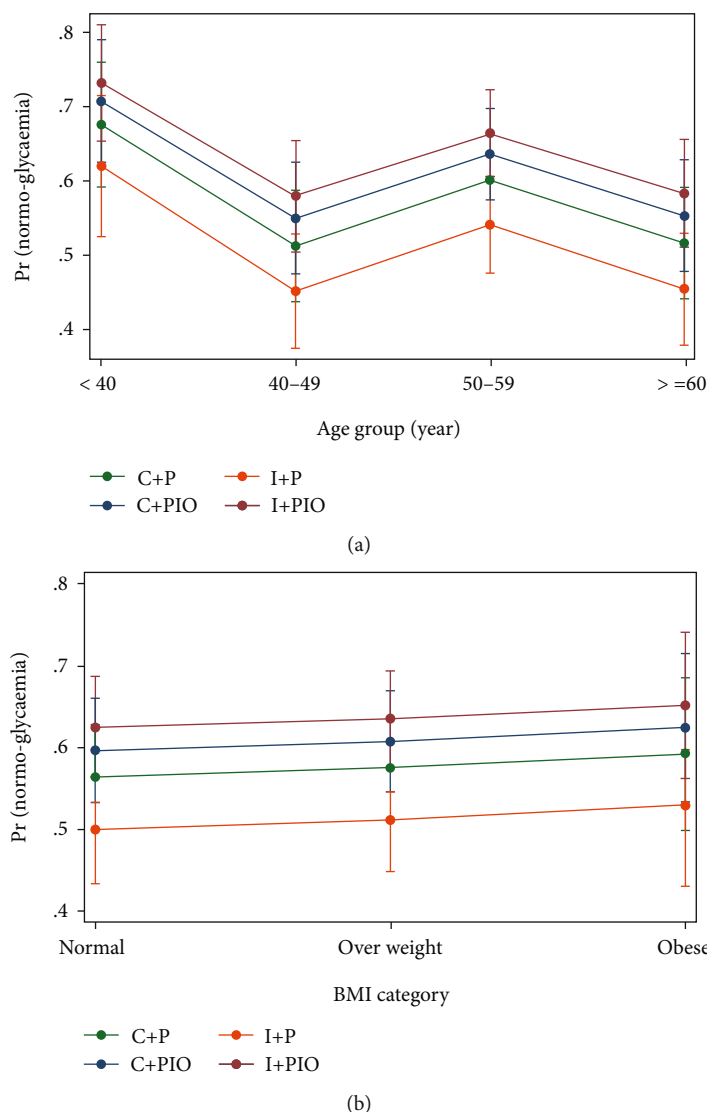 .8
.7
.6
.5
.4
Pr (normo-glycaemia)
< 40
40–49
50–59
> =60
Age group (year)
C+P
I+P
C+PIO
I+PIO
(a)
.8
.7
.6
.5
.4
Pr (normo-glycaemia)
Normal
Over weight
Obese
BMI category
C+P
I+P
C+PIO
I+PIO
(b)